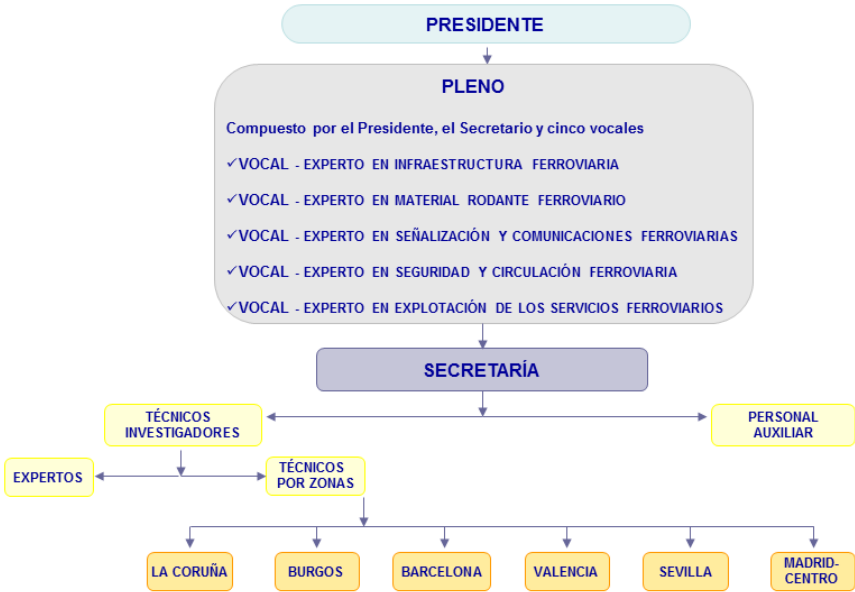 PRESIDENTE
PLENO
Compuesto por el Presidente, el Secretario y cinco vocales
✓VOCAL - EXPERTO EN INFRAESTRUCTURA FERROVIARIA
✓VOCAL - EXPERTO EN MATERIAL RODANTE FERROVIARIO
✓VOCAL - EXPERTO EN SEÑALIZACIÓN Y COMUNICACIONES FERROVIARIAS
✓VOCAL - EXPERTO EN SEGURIDAD Y CIRCULACIÓN FERROVIARIA
✓VOCAL - EXPERTO EN EXPLOTACIÓN DE LOS SERVICIOS FERROVIARIOS
SECRETARÍA
TÉCNICOS
INVESTIGADORES
PERSONAL
AUXILIAR
EXPERTOS
TÉCNICOS
POR ZONAS
LA CORUÑA
BURGOS
BARCELONA
VALENCIA
SEVILLA
MADRID-
CENTRO